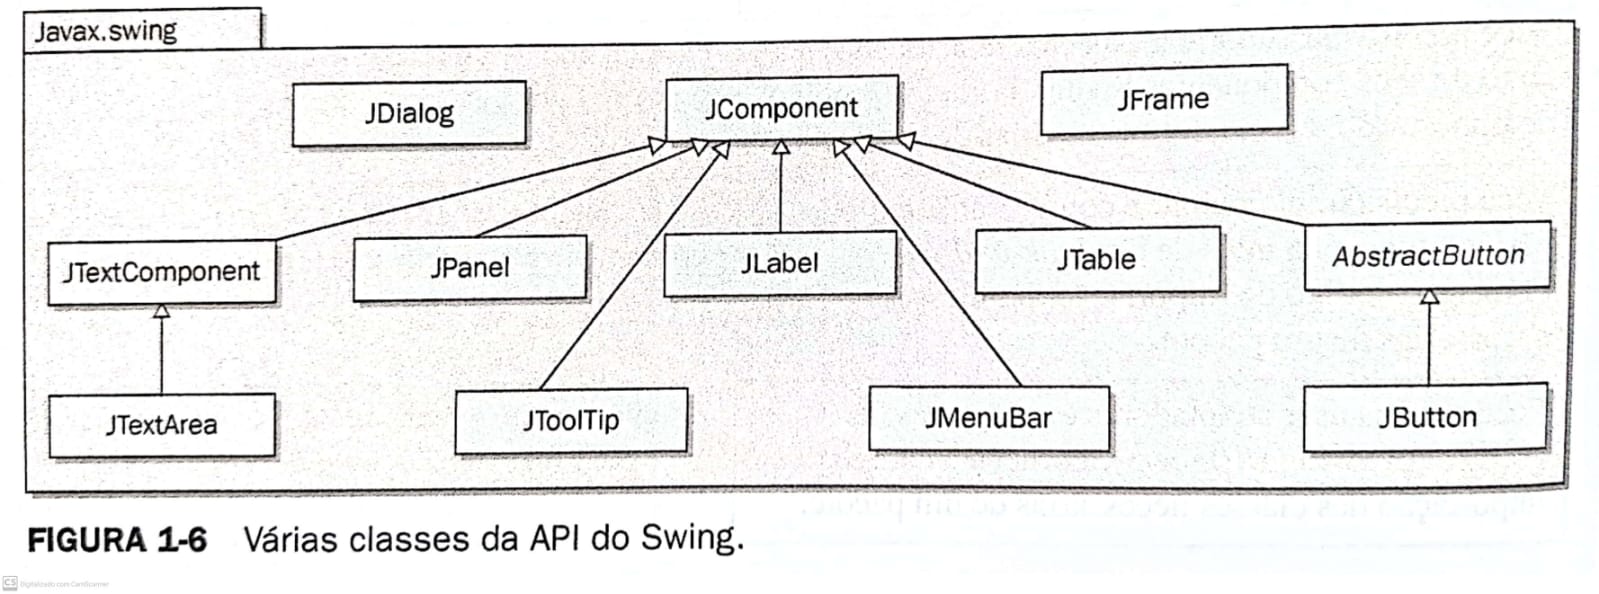 Javax.swing
JDialog
JComponent
JFrame
JTextComponent
JPanel
JLabel
JTable
AbstractButton
JTextArea
JToolTip
JMenuBar
JButton
FIGURA 1-6 Várias classes da API do Swing.
CS Digitalizado com CamScanner